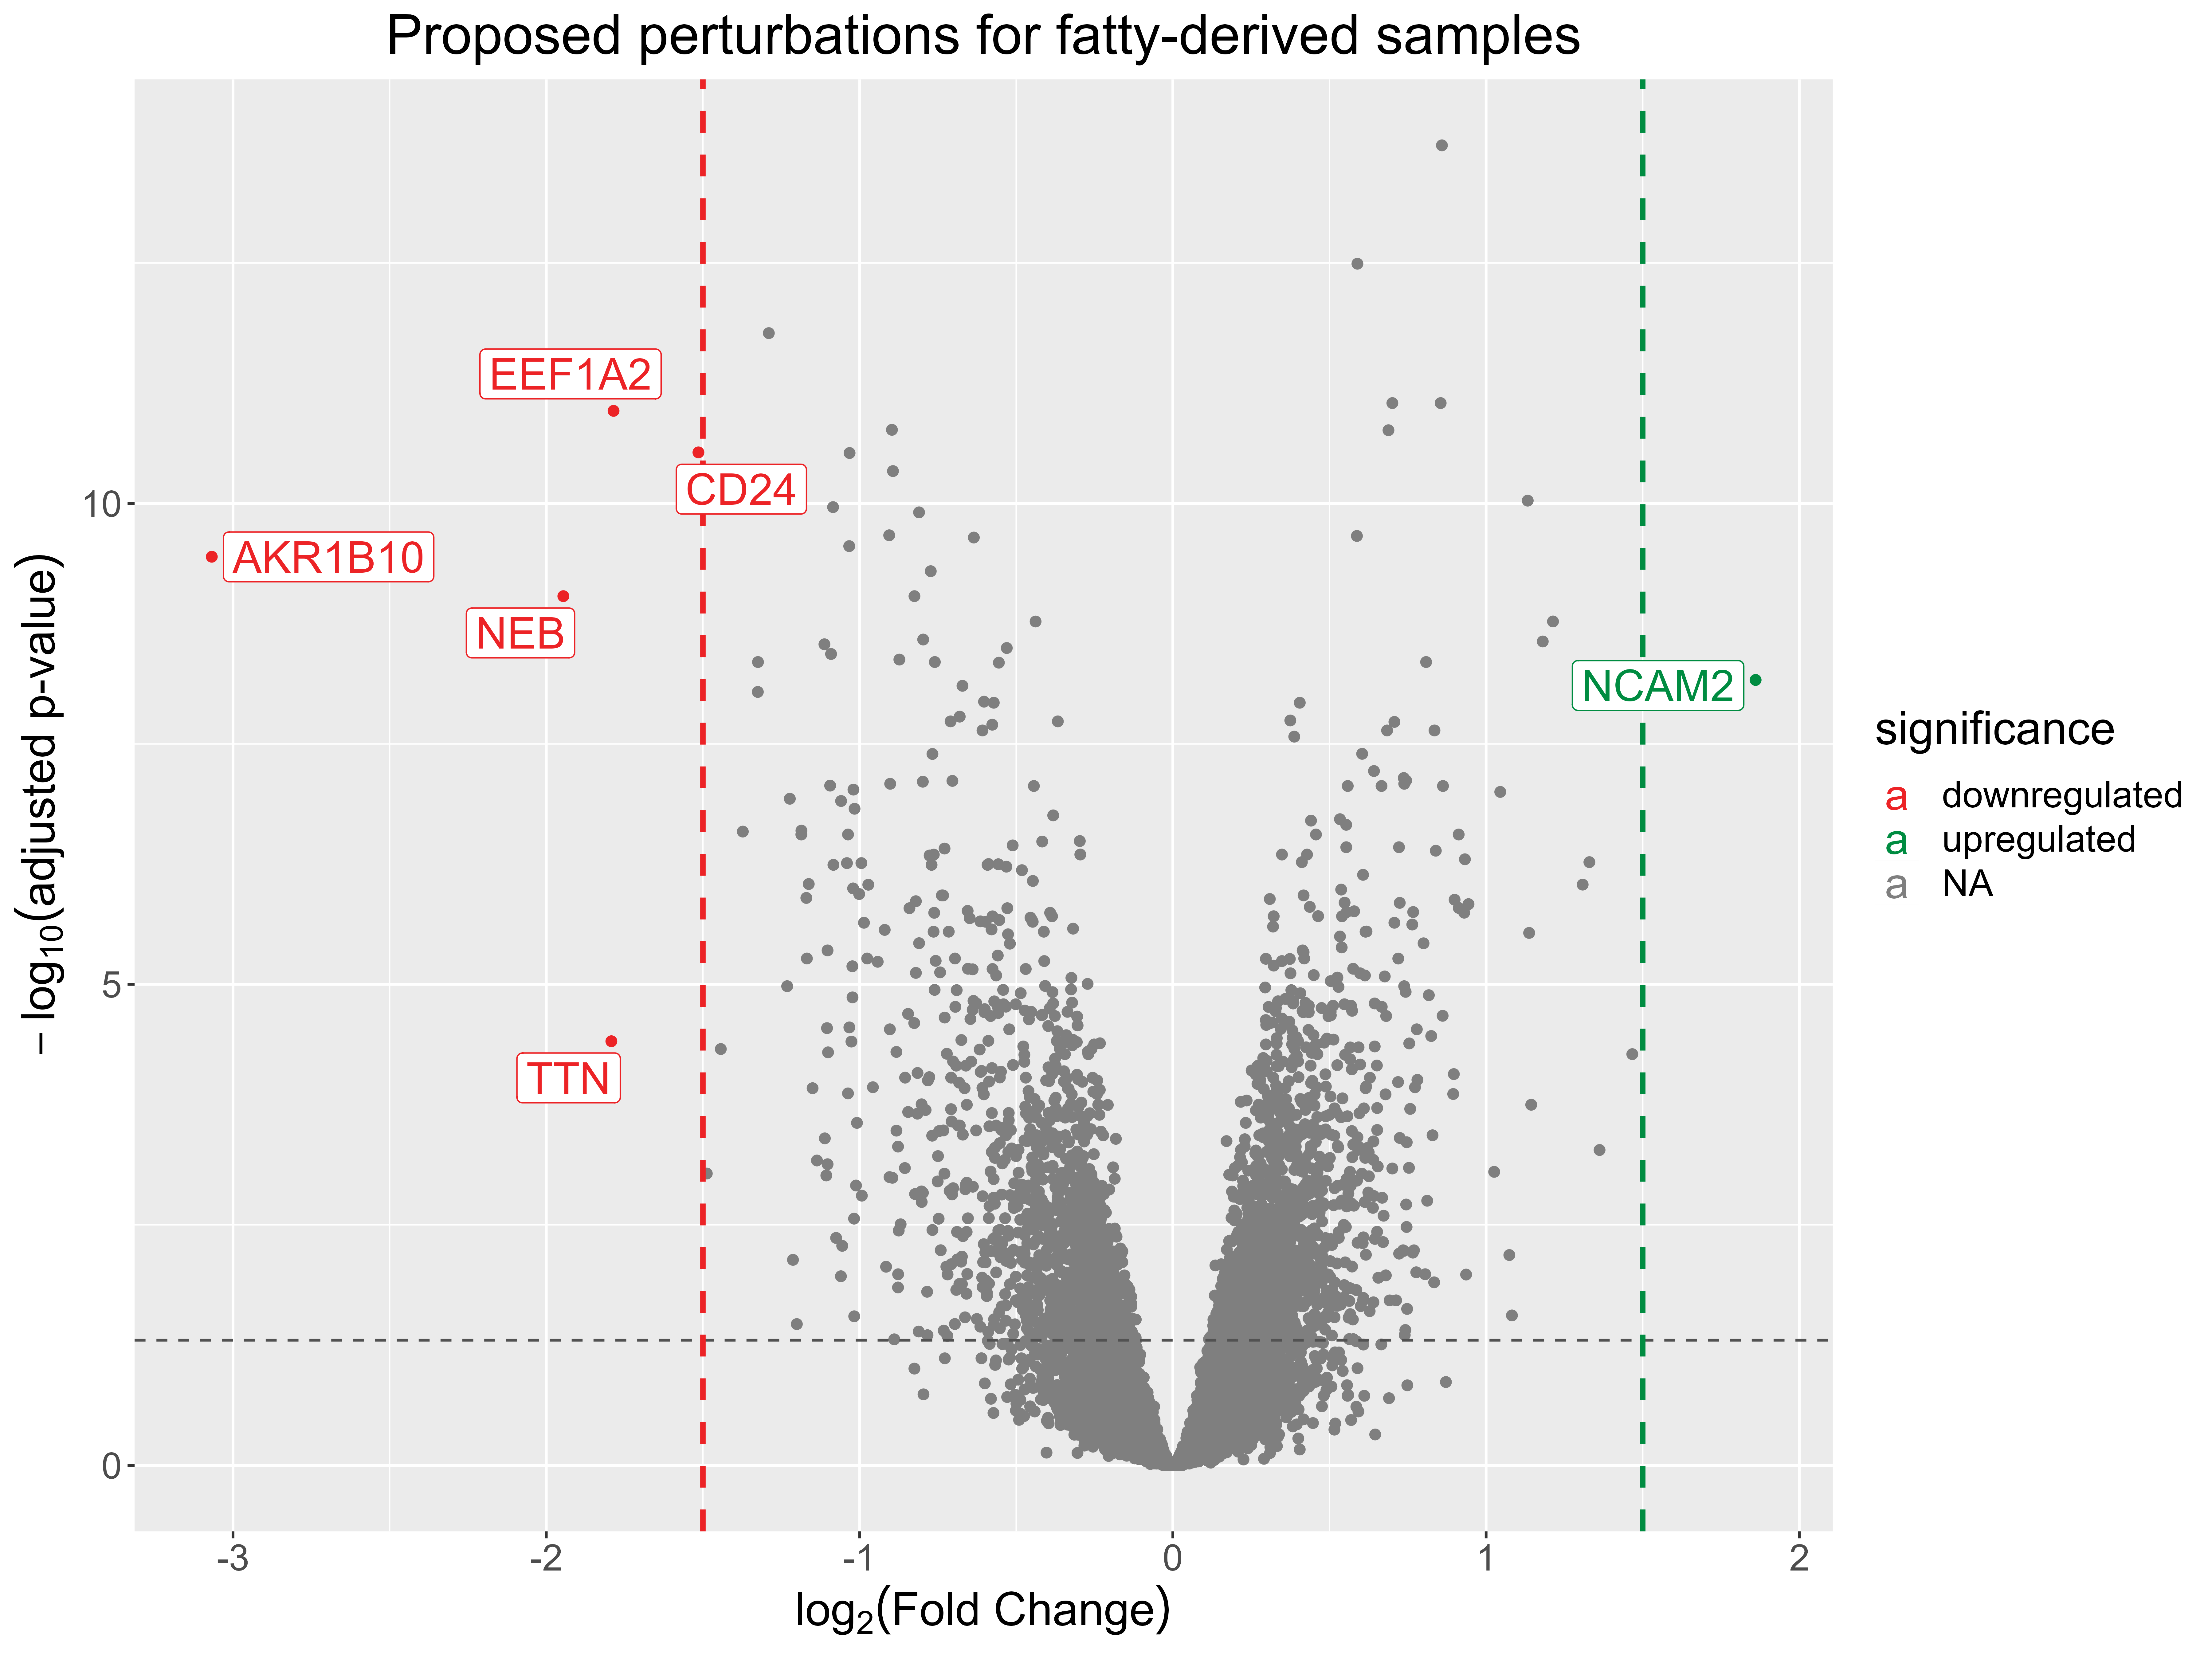 Proposed perturbations for fatty-derived samples
EEF1A2
CD24
AKR1B10
NEB
NCAM2
TTN
10
5
0
-3 -2 -1 0 1 2
− log₁₀(adjusted p-value)
log₂(Fold Change)
significance
a downregulated
a upregulated
a NA